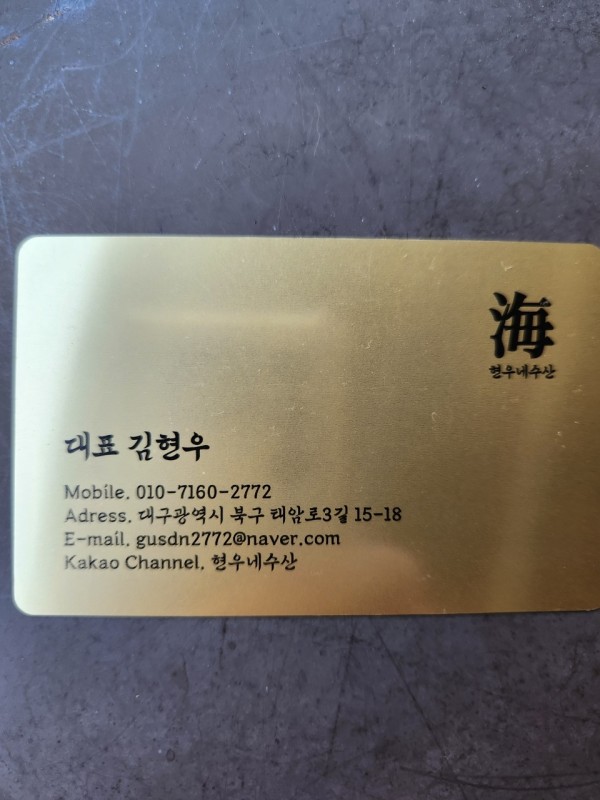 海
현우네수산
대표 김현우
Mobile. 010-7160-2772
Adress. 대구광역시 북구 태암로3길 15-18
E-mail. gusdn2772@naver.com
Kakao Channel. 현우네수산